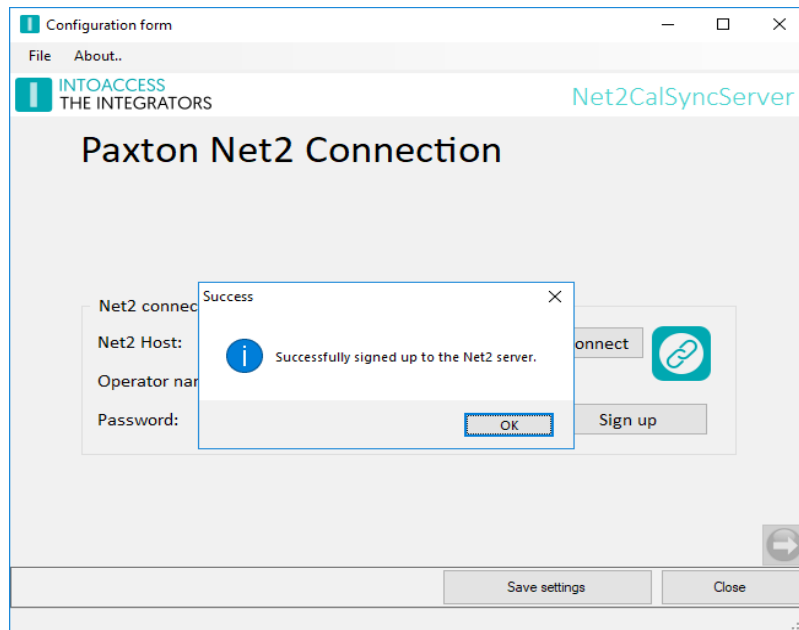 Configuration form
File About..
INTOACCESS
THE INTEGRATORS
Net2CalSyncServer
Paxton Net2 Connection
Net2 connec
Success
Net2 Host:
onnect
Successfully signed up to the Net2 server.
Operator nar
Password:
OK
Sign up
Save settings
Close